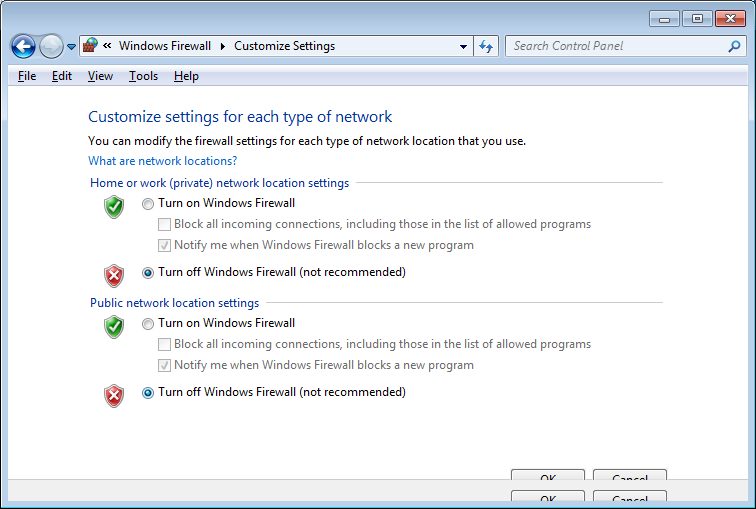 « Windows Firewall Customize Settings
Search Control Panel
File Edit View Tools Help
Customize settings for each type of network
You can modify the firewall settings for each type of network location that you use.
What are network locations?
Home or work (private) network location settings
Turn on Windows Firewall
Block all incoming connections, including those in the list of allowed programs
Notify me when Windows Firewall blocks a new program
Turn off Windows Firewall (not recommended)
Public network location settings
Turn on Windows Firewall
Block all incoming connections, including those in the list of allowed programs
Notify me when Windows Firewall blocks a new program
Turn off Windows Firewall (not recommended)
OK Cancel
OK Cancel